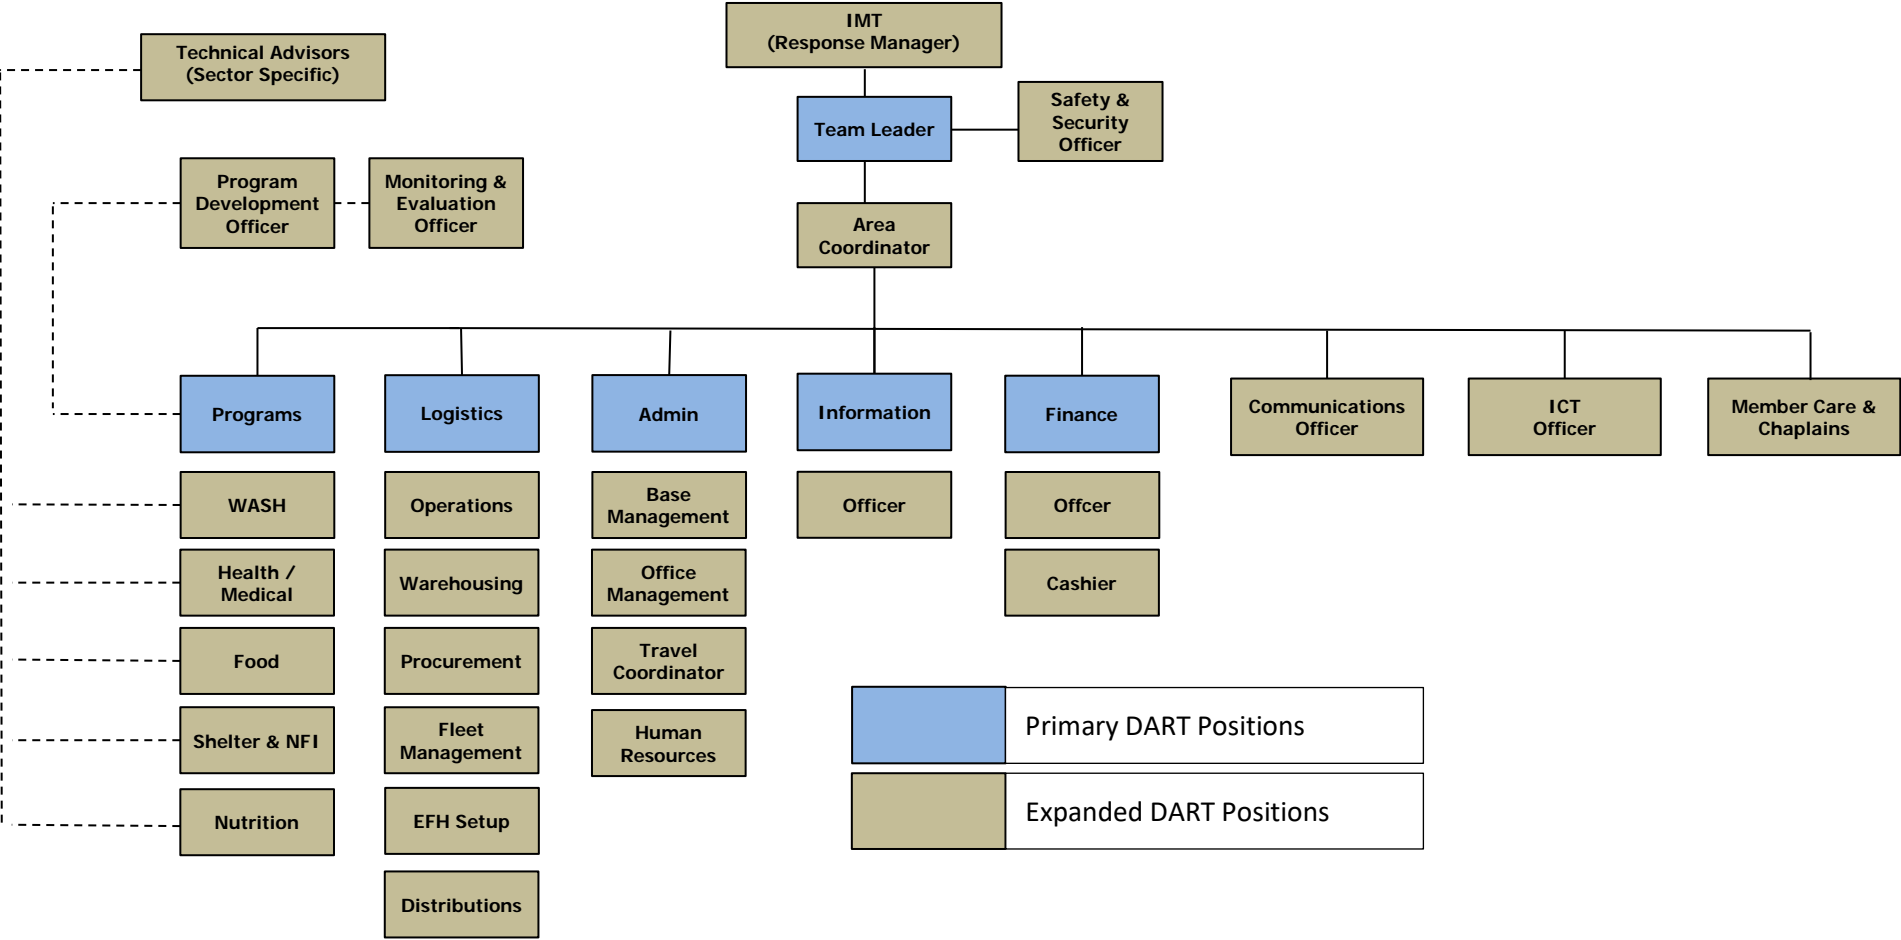 IMT
(Response Manager)
Technical Advisors
(Sector Specific)
Team Leader
Safety &
Security
Officer
Program
Development
Officer
Monitoring &
Evaluation
Officer
Area
Coordinator
Programs
Logistics
Admin
Information
Finance
Communications
Officer
ICT
Officer
Member Care &
Chaplains
WASH
Operations
Base
Management
Officer
Offcer
Health /
Medical
Warehousing
Office
Management
Cashier
Food
Procurement
Travel
Coordinator
Shelter & NFI
Fleet
Management
Human
Resources
Primary DART Positions
Nutrition
EFH Setup
Expanded DART Positions
Distributions